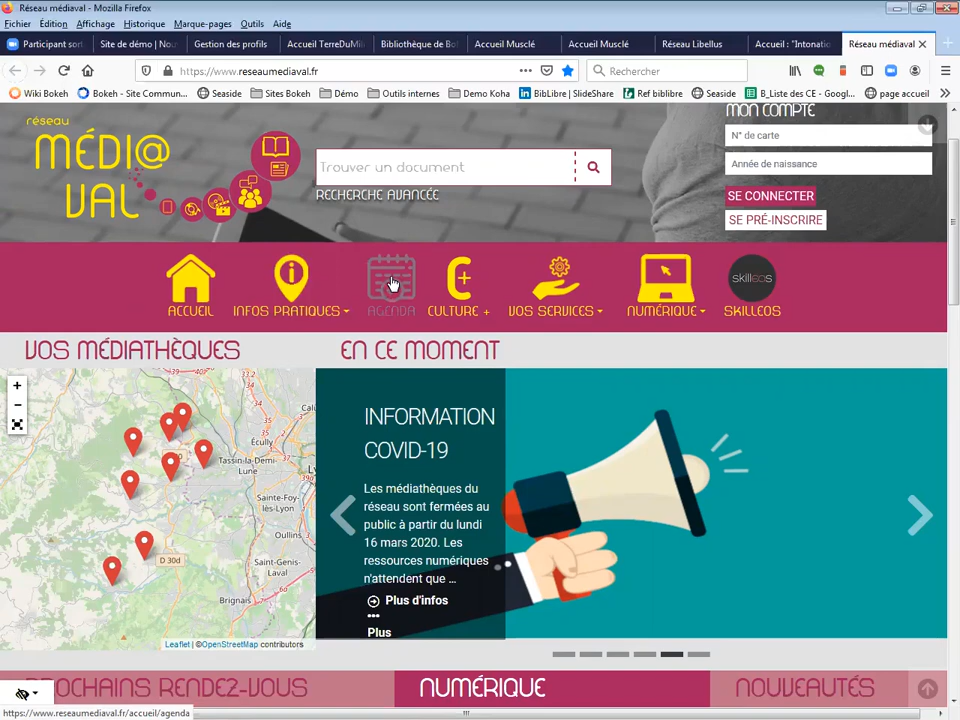 Réseau médiaval - Mozilla Firefox
Fichier Édition Affichage Historique Marque-pages Outils Aide
Participant sort Site de démo | Nou Gestion des profils Accueil TerreDuMil Bibliothèque de Bot Accueil Musclé Accueil Musclé Réseau Libellus Accueil : "Intonatio Réseau médiaval
https://www.reseaumediaval.fr Rechercher
Wiki Bokeh Bokeh - Site Commun... Seaside Sites Bokeh Démo Outils internes Demo Koha BibLibre | SlideShare Ref biblibre Seaside B_Liste des CE - Googl... page accueil
réseau
MÉDI@
VAL
MON COMPTE
N° de carte
Trouver un document
Année de naissance
RECHERCHE AVANCÉE
SE CONNECTER
SE PRÉ-INSCRIRE
skilleos
ACCUEIL INFOS PRATIQUES AGENDA CULTURE + VOS SERVICES NUMÉRIQUE SKILLEOS
VOS MÉDIATHÈQUES EN CE MOMENT
+
-
Écully
Tassin-la-Demi-
Lune
Sainte-Foy-
lès-Lyon
Oullins
Saint-Genis-
Laval
D 30d
Brignais
Leaflet | ©OpenStreetMap contributors
INFORMATION
COVID-19
Les médiathèques du
réseau sont fermées au
public à partir du lundi
16 mars 2020. Les
ressources numériques
n'attendent que ...
Plus d'infos
Plus
PROCHAINS RENDEZ-VOUS NUMÉRIQUE NOUVEAUTÉS
https://www.reseaumediaval.fr/accueil/agenda